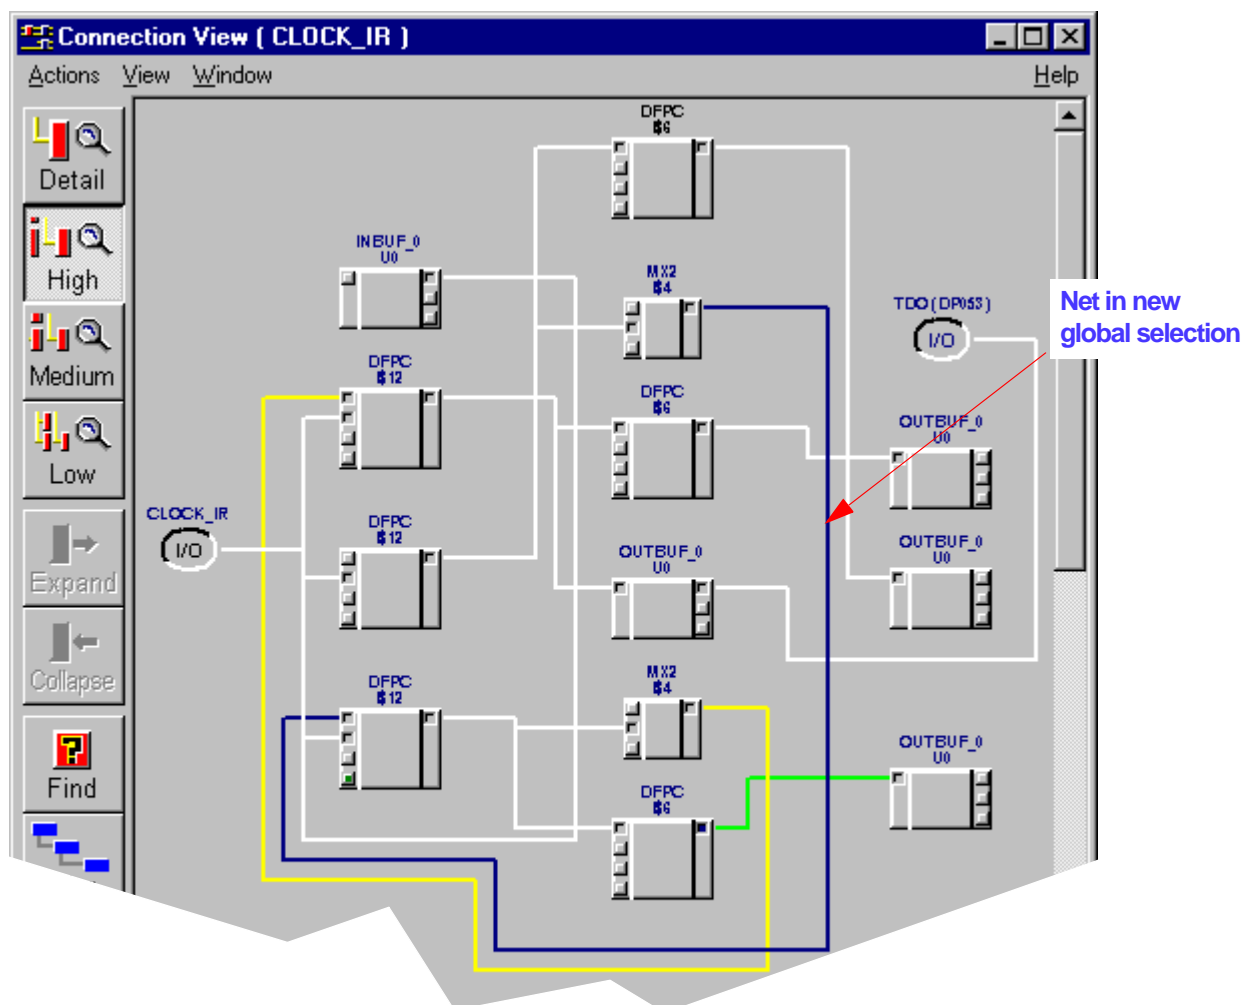 Connection View ( CLOCK_IR )
Actions View Window Help
Detail
High
Medium
Low
Expand
Collapse
Find
DFPC
$6
INBUF_0
U0
MX2
$4
TDO(DP053)
I/O
Net in new
global selection
DFPC
$12
DFPC
$6
OUTBUF_0
U0
CLOCK_IR
I/O
DFPC
$12
OUTBUF_0
U0
OUTBUF_0
U0
DFPC
$12
MX2
$4
OUTBUF_0
U0
DFPC
$6